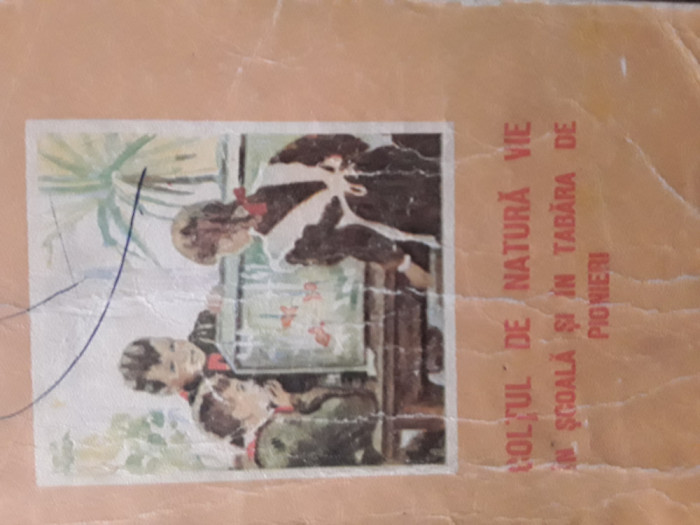 COLȚUL DE NATURĂ VIE
ÎN ȘCOALĂ ȘI ÎN TABĂRA DE
PIONIERI